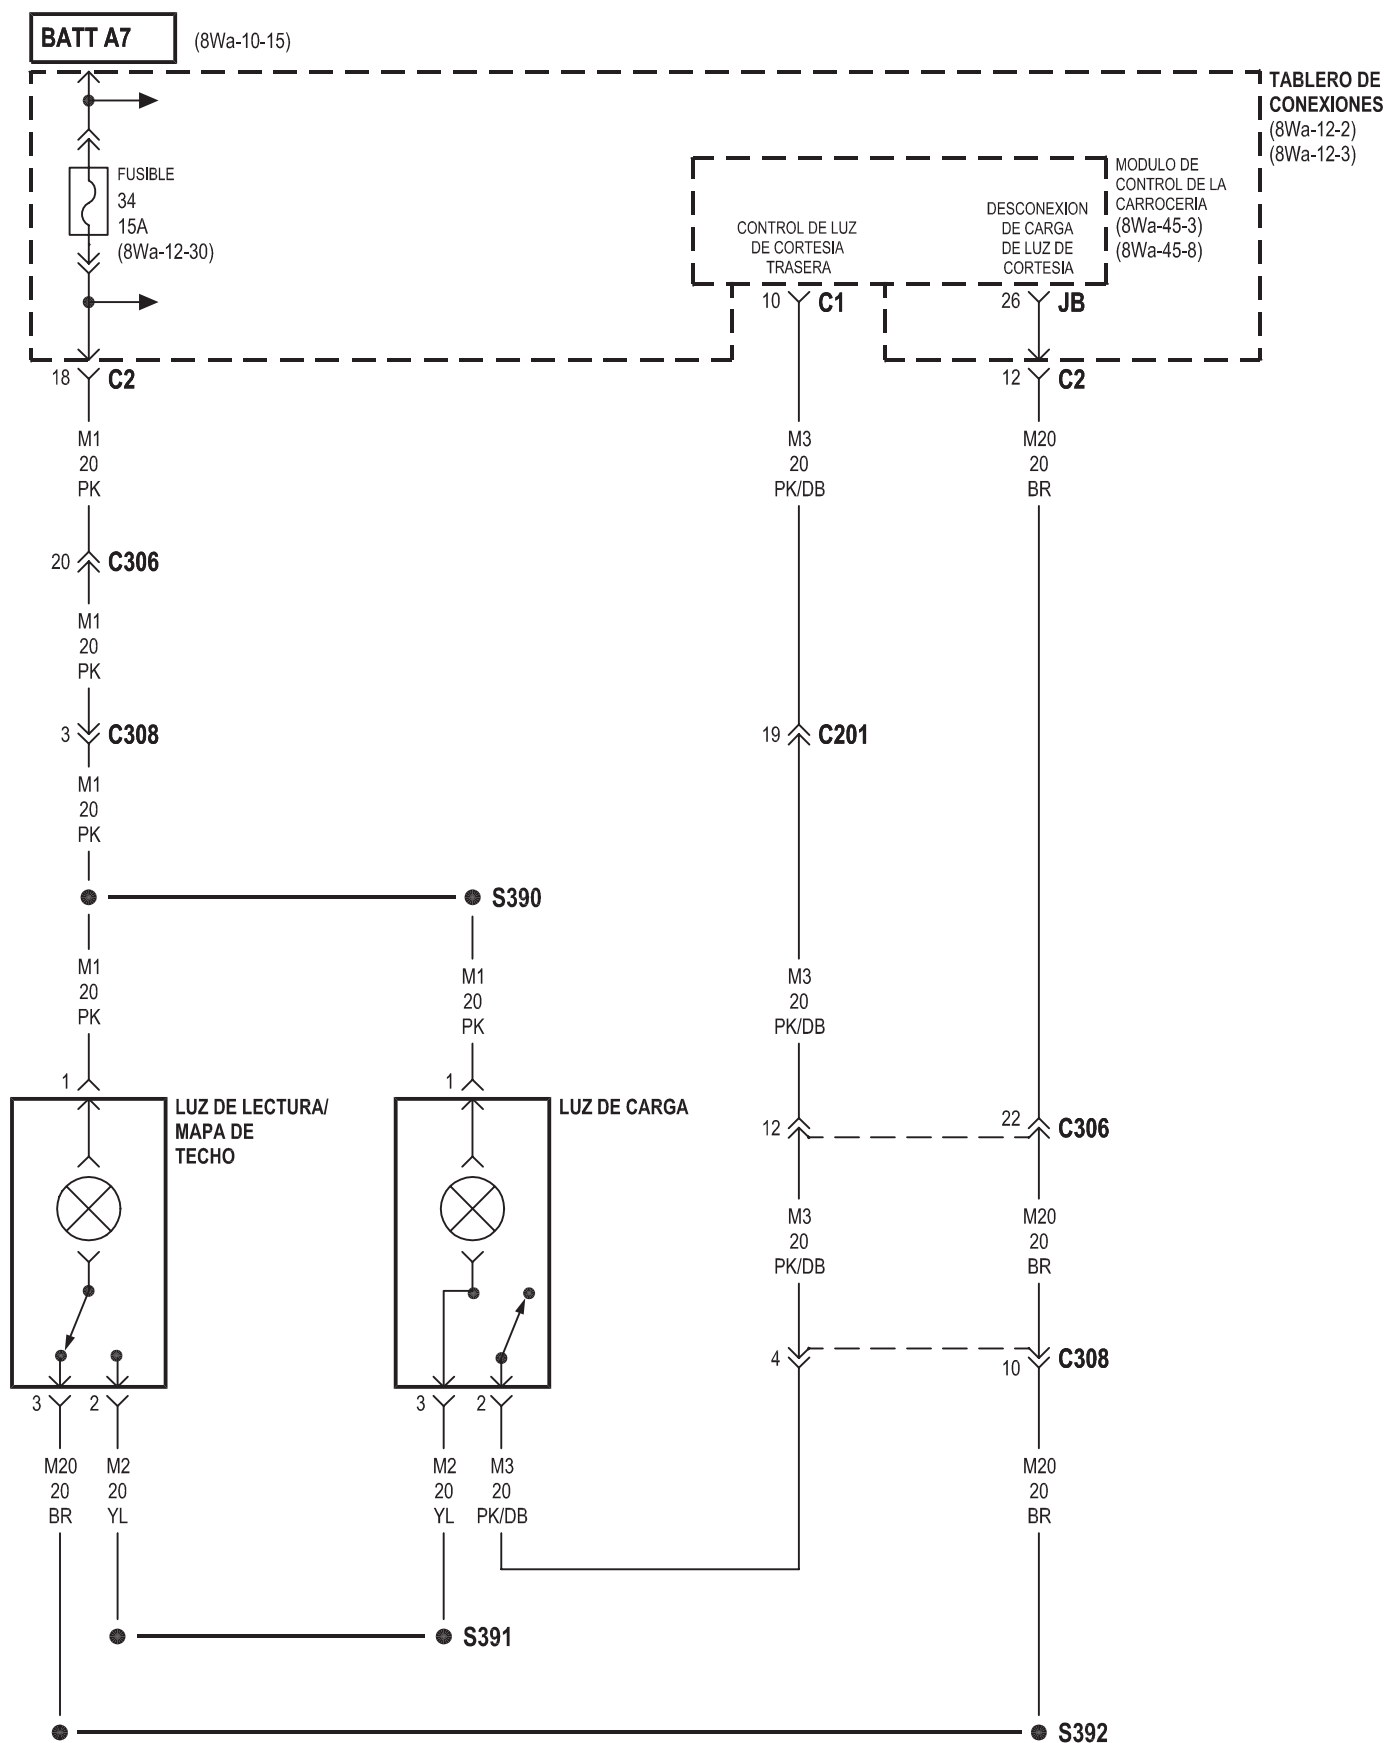 BATT A7
(8Wa-10-15)
TABLERO DE
CONEXIONES
(8Wa-12-2)
(8Wa-12-3)
FUSIBLE
34
15A
(8Wa-12-30)
MODULO DE
CONTROL DE LA
CARROCERIA
(8Wa-45-3)
(8Wa-45-8)
CONTROL DE LUZ
DE CORTESIA
TRASERA
DESCONEXION
DE CARGA
DE LUZ DE
CORTESIA
10 C1
26 JB
18 C2
12 C2
M1
20
PK
M3
20
PK/DB
M20
20
BR
20 C306
M1
20
PK
3 C308
19 C201
M1
20
PK
S390
M1
20
PK
M1
20
PK
M3
20
PK/DB
1
LUZ DE LECTURA/
MAPA DE
TECHO
1
LUZ DE CARGA
12
22 C306
M3
20
PK/DB
M20
20
BR
4
10 C308
3
2
3
2
M20
20
BR
M2
20
YL
M2
20
YL
M3
20
PK/DB
M20
20
BR
S391
S392